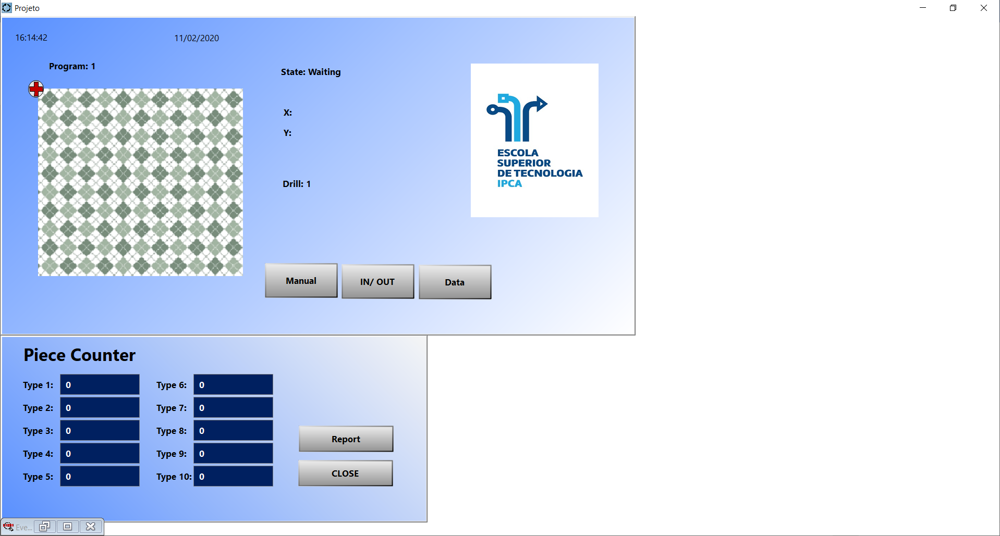 Projeto
16:14:42
11/02/2020
Program: 1
State: Waiting
X:
Y:
Drill: 1
ESCOLA
SUPERIOR
DE TECNOLOGIA
IPCA
Manual
IN/ OUT
Data
Piece Counter
Type 1: 0
Type 6: 0
Type 2: 0
Type 7: 0
Type 3: 0
Type 8: 0
Type 4: 0
Type 9: 0
Type 5: 0
Type 10: 0
Report
CLOSE
Eve...